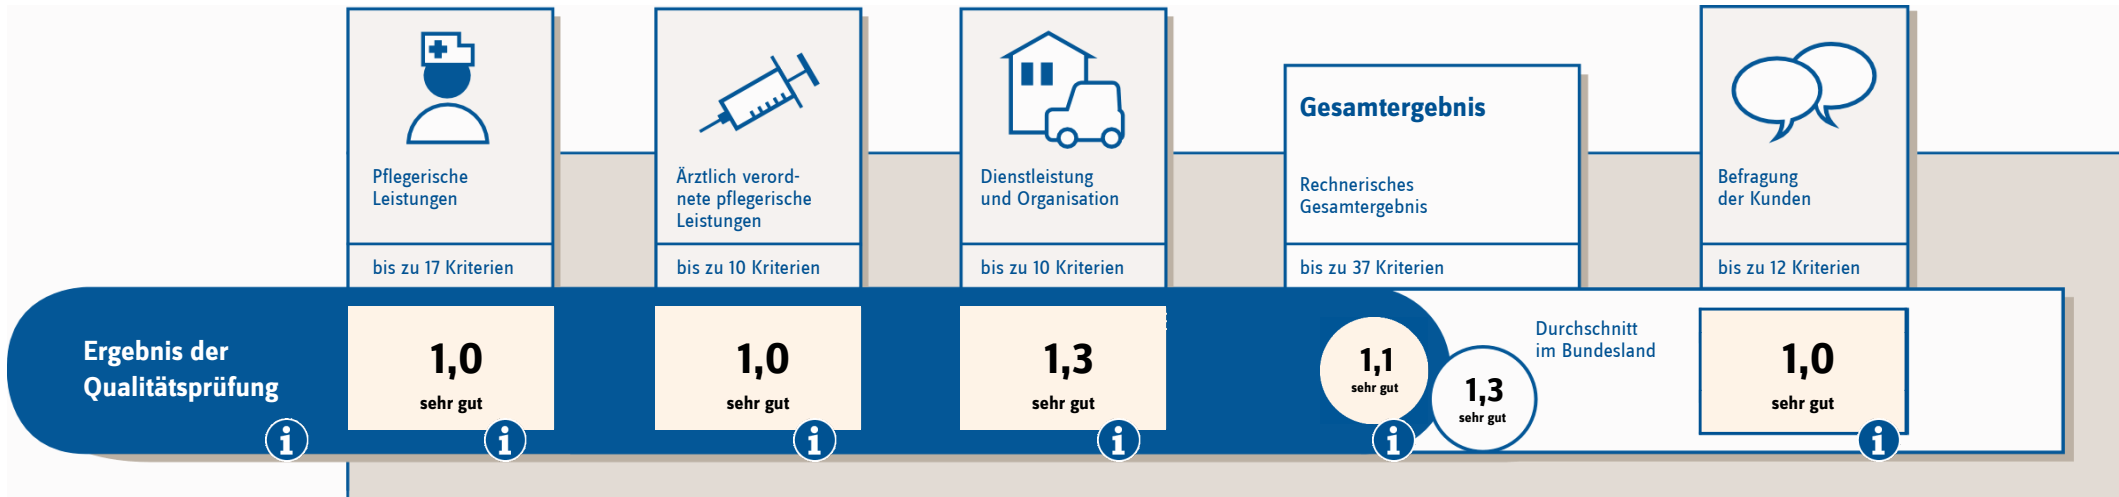 Pflegerische
Leistungen
bis zu 17 Kriterien
Ärztlich verord-
nete pflegerische
Leistungen
bis zu 10 Kriterien
Dienstleistung
und Organisation
bis zu 10 Kriterien
Gesamtergebnis
Rechnerisches
Gesamtergebnis
bis zu 37 Kriterien
Befragung
der Kunden
bis zu 12 Kriterien
Ergebnis der
Qualitätsprüfung
i
1,0
sehr gut
i
1,0
sehr gut
i
1,3
sehr gut
i
1,1
sehr gut
i
1,3
sehr gut
Durchschnitt
im Bundesland
1,0
sehr gut
i